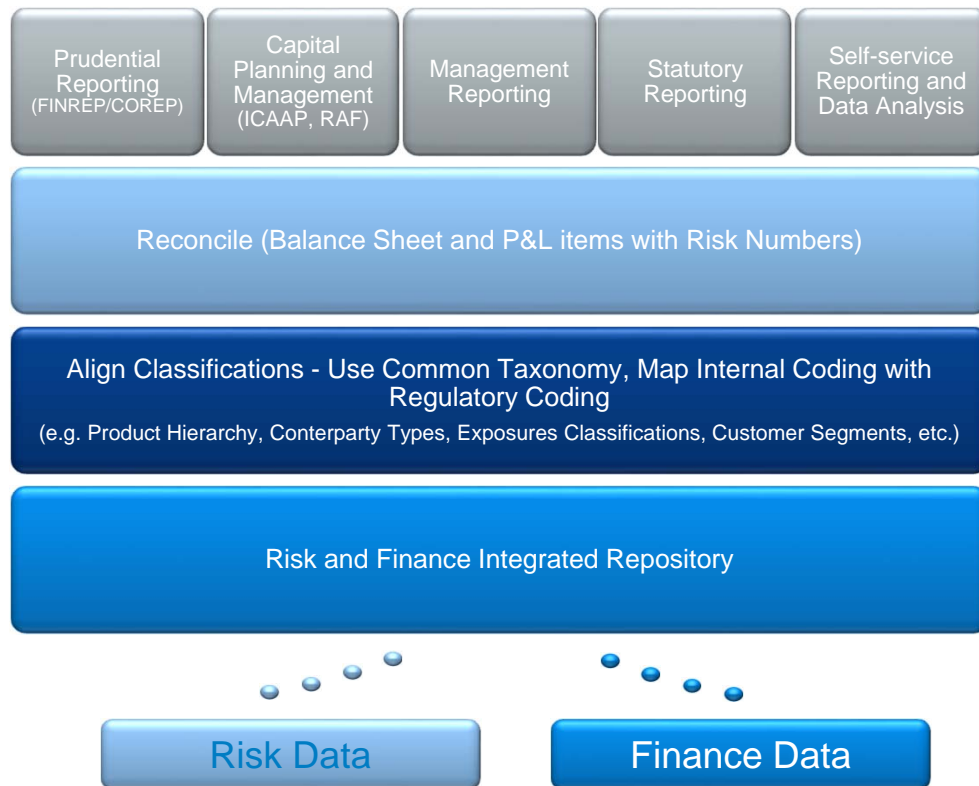 Prudential
Reporting
(FINREP/COREP)
Capital
Planning and
Management
(ICAAP, RAF)
Management
Reporting
Statutory
Reporting
Self-service
Reporting and
Data Analysis
Reconcile (Balance Sheet and P&L items with Risk Numbers)
Align Classifications - Use Common Taxonomy, Map Internal Coding with
Regulatory Coding
(e.g. Product Hierarchy, Conterparty Types, Exposures Classifications, Customer Segments, etc.)
Risk and Finance Integrated Repository
Risk Data
Finance Data